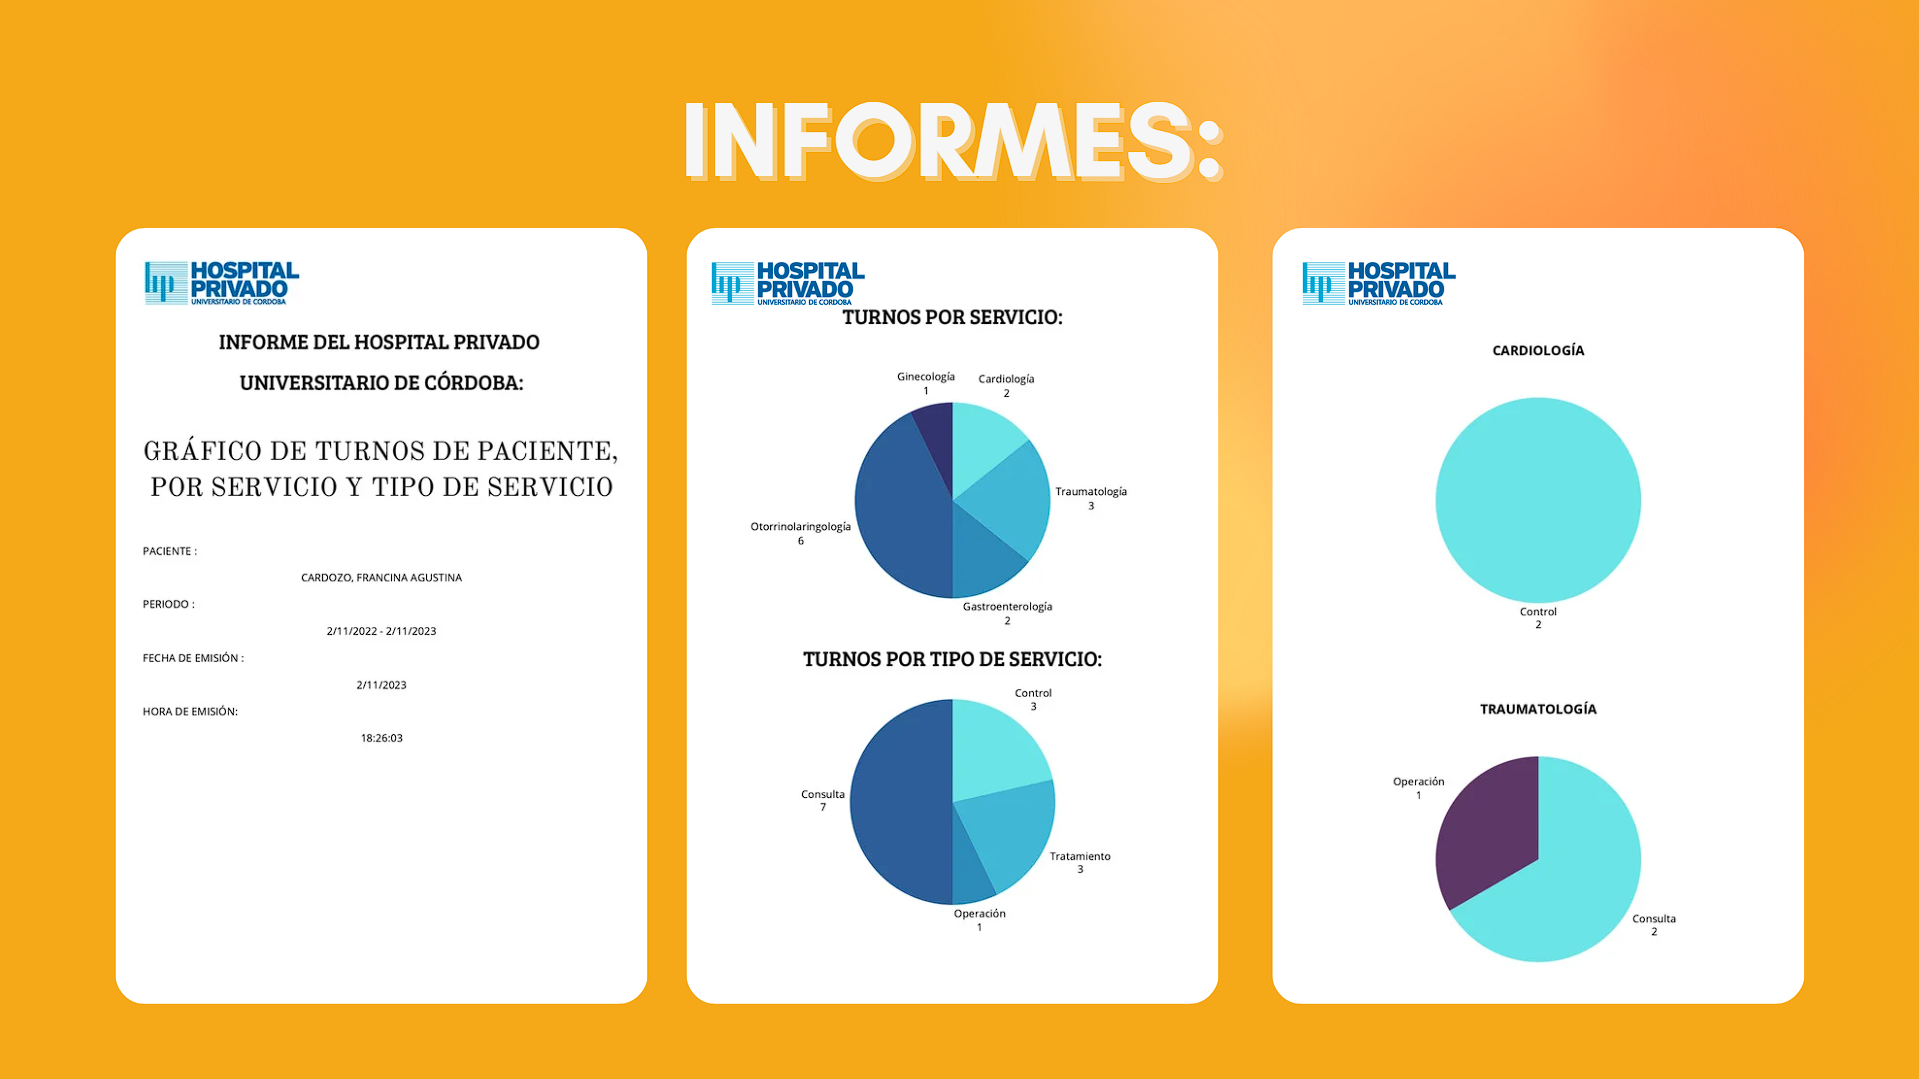 INFORMES:
HOSPITAL
PRIVADO
UNIVERSITARIO DE CORDOBA
INFORME DEL HOSPITAL PRIVADO
UNIVERSITARIO DE CÓRDOBA:
GRÁFICO DE TURNOS DE PACIENTE,
POR SERVICIO Y TIPO DE SERVICIO
PACIENTE :
CARDOZO, FRANCINA AGUSTINA
PERIODO :
2/11/2022 - 2/11/2023
FECHA DE EMISIÓN :
2/11/2023
HORA DE EMISIÓN:
18:26:03
HOSPITAL
PRIVADO
UNIVERSITARIO DE CORDOBA
TURNOS POR SERVICIO:
Ginecología
1
Cardiología
2
Traumatología
3
Otorrinolaringología
6
Gastroenterología
2
TURNOS POR TIPO DE SERVICIO:
Control
3
Consulta
7
Tratamiento
3
Operación
1
HOSPITAL
PRIVADO
UNIVERSITARIO DE CORDOBA
CARDIOLOGÍA
Control
2
TRAUMATOLOGÍA
Operación
1
Consulta
2